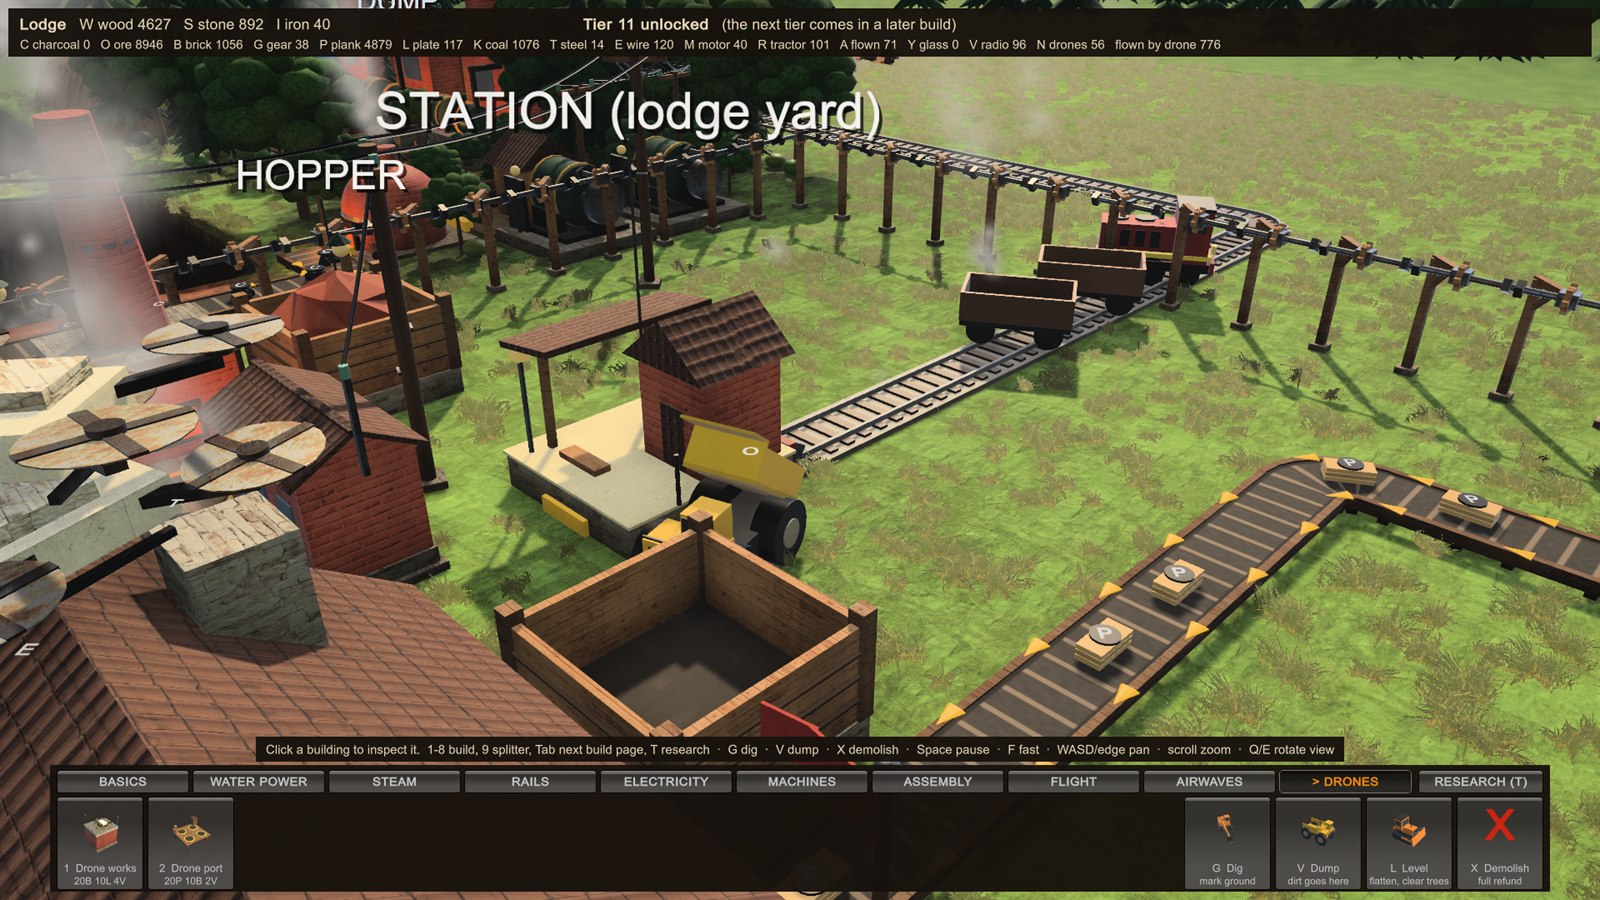 DUMP
Lodge W wood 4627 S stone 892 I iron 40 Tier 11 unlocked (the next tier comes in a later build)
C charcoal 0 O ore 8946 B brick 1056 G gear 38 P plank 4879 L plate 117 K coal 1076 T steel 14 E wire 120 M motor 40 R tractor 101 A flown 71 Y glass 0 V radio 96 N drones 56 flown by drone 776
STATION (lodge yard)
HOPPER
O
P
P
P
P
T
E
Click a building to inspect it. 1-8 build, 9 splitter, Tab next build page, T research · G dig · V dump · X demolish · Space pause · F fast · WASD/edge pan · scroll zoom · Q/E rotate view
BASICS WATER POWER STEAM RAILS ELECTRICITY MACHINES ASSEMBLY FLIGHT AIRWAVES > DRONES RESEARCH (T)
1 Drone works 2 Drone port G Dig V Dump L Level X Demolish
20B 10L 4V 20P 10B 2V mark ground dirt goes here flatten, clear trees full refund